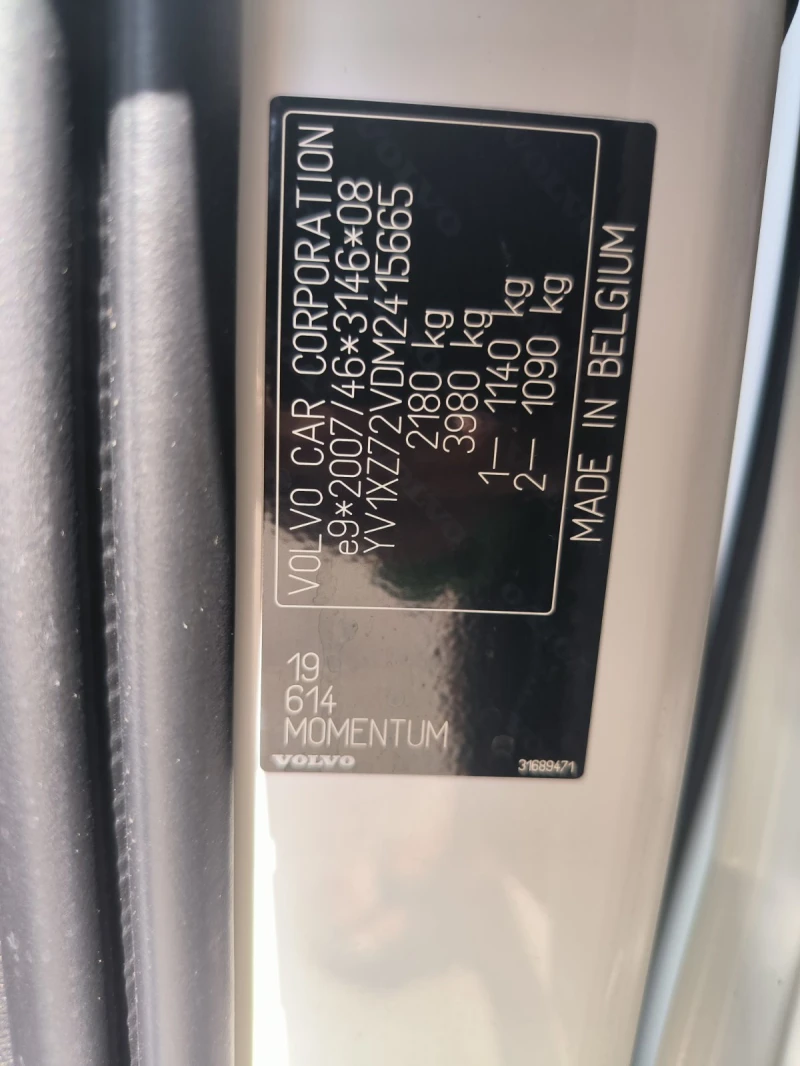 VOLVO CAR CORPORATION
e9*2007/46*3146*08
YV1XZ72VDM2415665
2180 kg
3980 kg
1— 1140 kg
2— 1090 kg
MADE IN BELGIUM
19
614
MOMENTUM
VOLVO
31689471